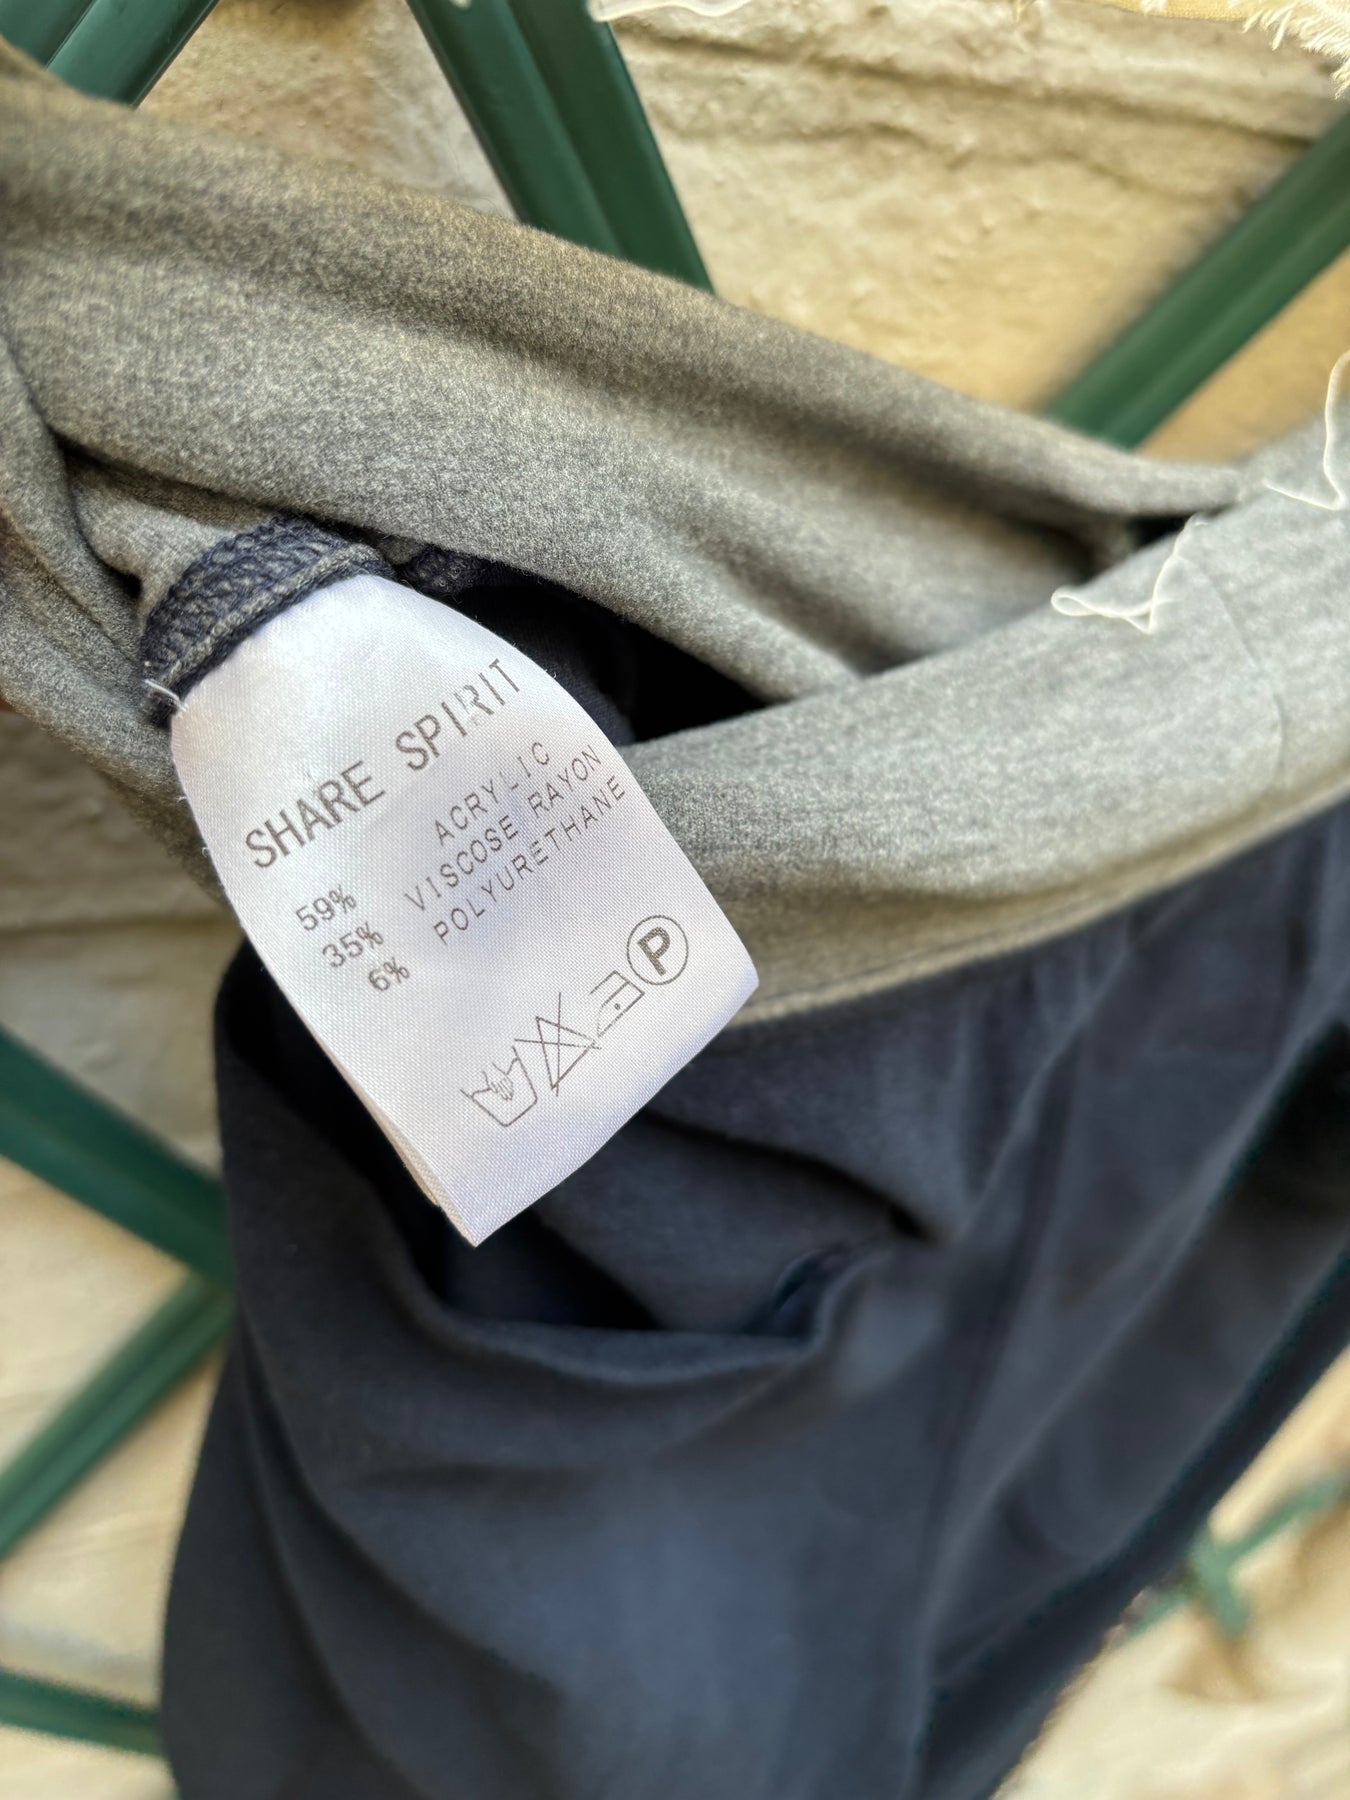 SHARE SPIRIT
59% ACRYLIC
35% VISCOSE RAYON
6% POLYURETHANE
P